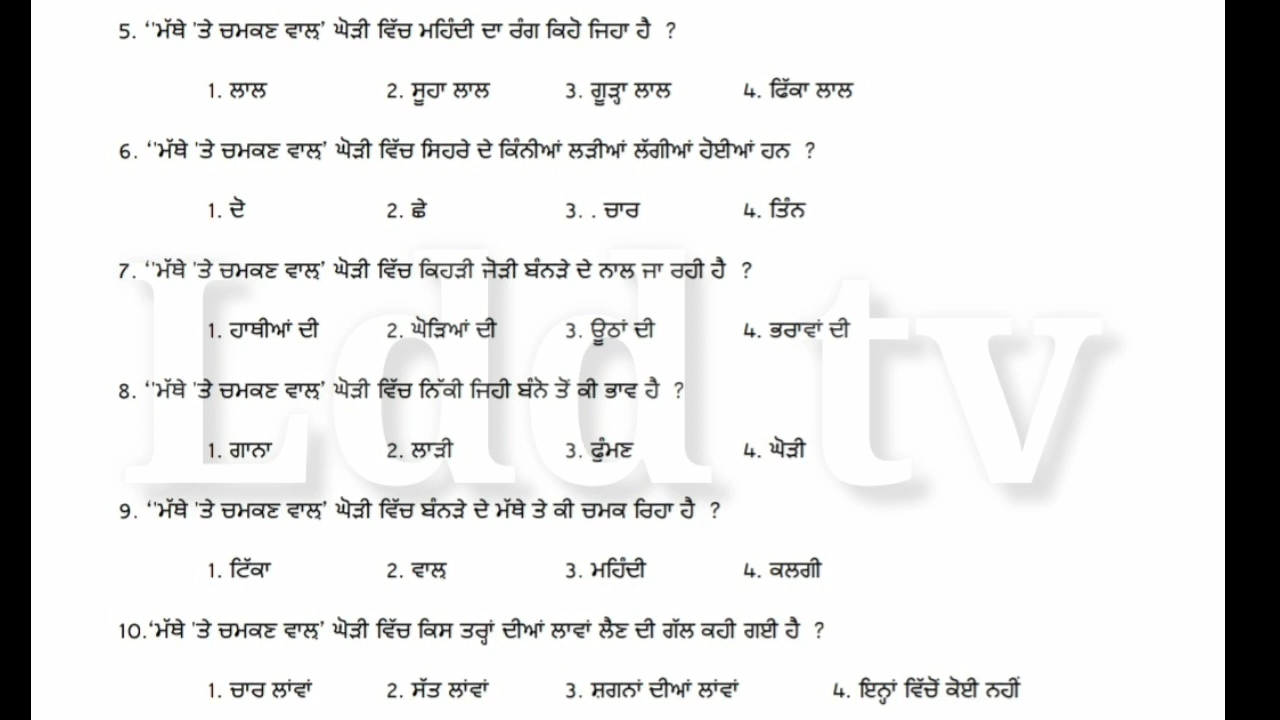 5. ‘'ਮੱਥੇ 'ਤੇ ਚਮਕਣ ਵਾਲ਼' ਘੋੜੀ ਵਿੱਚ ਮਹਿੰਦੀ ਦਾ ਰੰਗ ਕਿਹੋ ਜਿਹਾ ਹੈ ?
1. ਲਾਲ 2. ਸੂਹਾ ਲਾਲ 3. ਗੂੜ੍ਹਾ ਲਾਲ 4. ਫਿੱਕਾ ਲਾਲ
6. ‘'ਮੱਥੇ 'ਤੇ ਚਮਕਣ ਵਾਲ਼' ਘੋੜੀ ਵਿੱਚ ਸਿਹਰੇ ਦੇ ਕਿੰਨੀਆਂ ਲੜੀਆਂ ਲੱਗੀਆਂ ਹੋਈਆਂ ਹਨ ?
1. ਦੋ 2. ਛੇ 3. . ਚਾਰ 4. ਤਿੰਨ
7. ‘'ਮੱਥੇ 'ਤੇ ਚਮਕਣ ਵਾਲ਼' ਘੋੜੀ ਵਿੱਚ ਕਿਹੜੀ ਜੋੜੀ ਬੰਨੜੇ ਦੇ ਨਾਲ ਜਾ ਰਹੀ ਹੈ ?
1. ਹਾਥੀਆਂ ਦੀ 2. ਘੋੜਿਆਂ ਦੀ 3. ਊਠਾਂ ਦੀ 4. ਭਰਾਵਾਂ ਦੀ
8. ‘'ਮੱਥੇ 'ਤੇ ਚਮਕਣ ਵਾਲ਼' ਘੋੜੀ ਵਿੱਚ ਨਿੱਕੀ ਜਿਹੀ ਬੰਨੋ ਤੋਂ ਕੀ ਭਾਵ ਹੈ ?
1. ਗਾਨਾ 2. ਲਾੜੀ 3. ਫੁੰਮਣ 4. ਘੋੜੀ
9. ‘'ਮੱਥੇ 'ਤੇ ਚਮਕਣ ਵਾਲ਼' ਘੋੜੀ ਵਿੱਚ ਬੰਨੜੇ ਦੇ ਮੱਥੇ ਤੇ ਕੀ ਚਮਕ ਰਿਹਾ ਹੈ ?
1. ਟਿੱਕਾ 2. ਵਾਲ਼ 3. ਮਹਿੰਦੀ 4. ਕਲਗੀ
10.‘ਮੱਥੇ 'ਤੇ ਚਮਕਣ ਵਾਲ਼' ਘੋੜੀ ਵਿੱਚ ਕਿਸ ਤਰ੍ਹਾਂ ਦੀਆਂ ਲਾਵਾਂ ਲੈਣ ਦੀ ਗੱਲ ਕਹੀ ਗਈ ਹੈ ?
1. ਚਾਰ ਲਾਂਵਾਂ 2. ਸੱਤ ਲਾਂਵਾਂ 3. ਸ਼ਗਨਾਂ ਦੀਆਂ ਲਾਂਵਾਂ 4. ਇਨ੍ਹਾਂ ਵਿੱਚੋਂ ਕੋਈ ਨਹੀਂ
Ldd tv